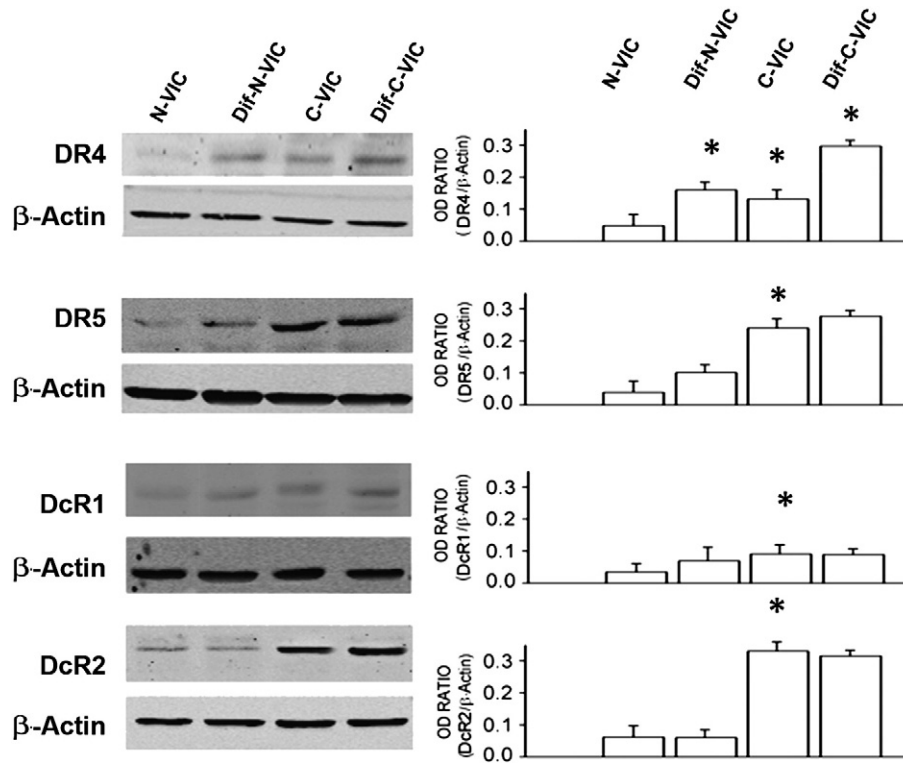 N-VIC Dif-N-VIC C-VIC Dif-C-VIC
DR4
β-Actin
DR5
β-Actin
DcR1
β-Actin
DcR2
β-Actin
N-VIC Dif-N-VIC C-VIC Dif-C-VIC
OD RATIO
(DR4/β-Actin)
0.3
0.2
0.1
0.0
* * *
OD RATIO
(DR5/β-Actin)
0.3
0.2
0.1
0.0
*
OD RATIO
(DcR1/β-Actin)
0.3
0.2
0.1
0.0
*
OD RATIO
(DcR2/β-Actin)
0.3
0.2
0.1
0.0
*